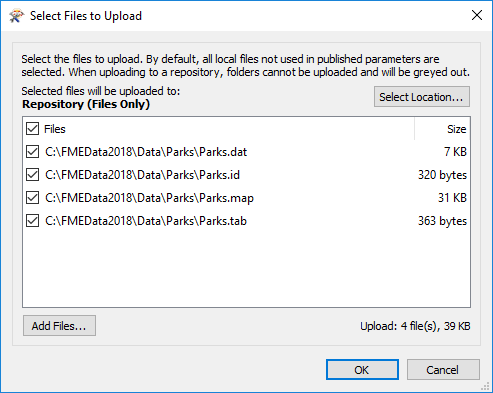 Select Files to Upload
Select the files to upload. By default, all local files not used in published parameters are
selected. When uploading to a repository, folders cannot be uploaded and will be greyed out.
Selected files will be uploaded to:
Repository (Files Only)
Select Location...
Files Size
C:\FMEData2018\Data\Parks\Parks.dat 7 KB
C:\FMEData2018\Data\Parks\Parks.id 320 bytes
C:\FMEData2018\Data\Parks\Parks.map 31 KB
C:\FMEData2018\Data\Parks\Parks.tab 363 bytes
Add Files... Upload: 4 file(s), 39 KB
OK Cancel